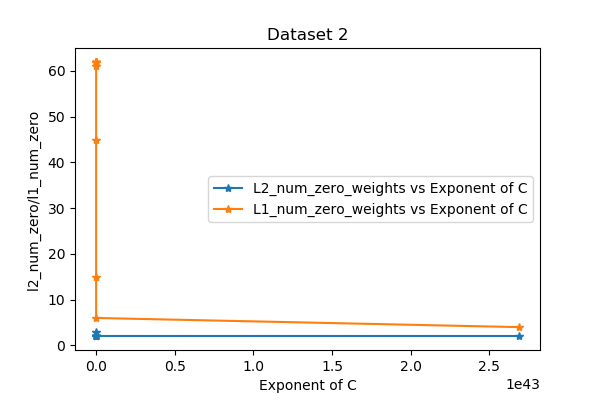 Dataset 2
l2_num_zero/l1_num_zero
60
50
40
30
20
10
0
L2_num_zero_weights vs Exponent of C
L1_num_zero_weights vs Exponent of C
0.0 0.5 1.0 1.5 2.0 2.5
1e43
Exponent of C